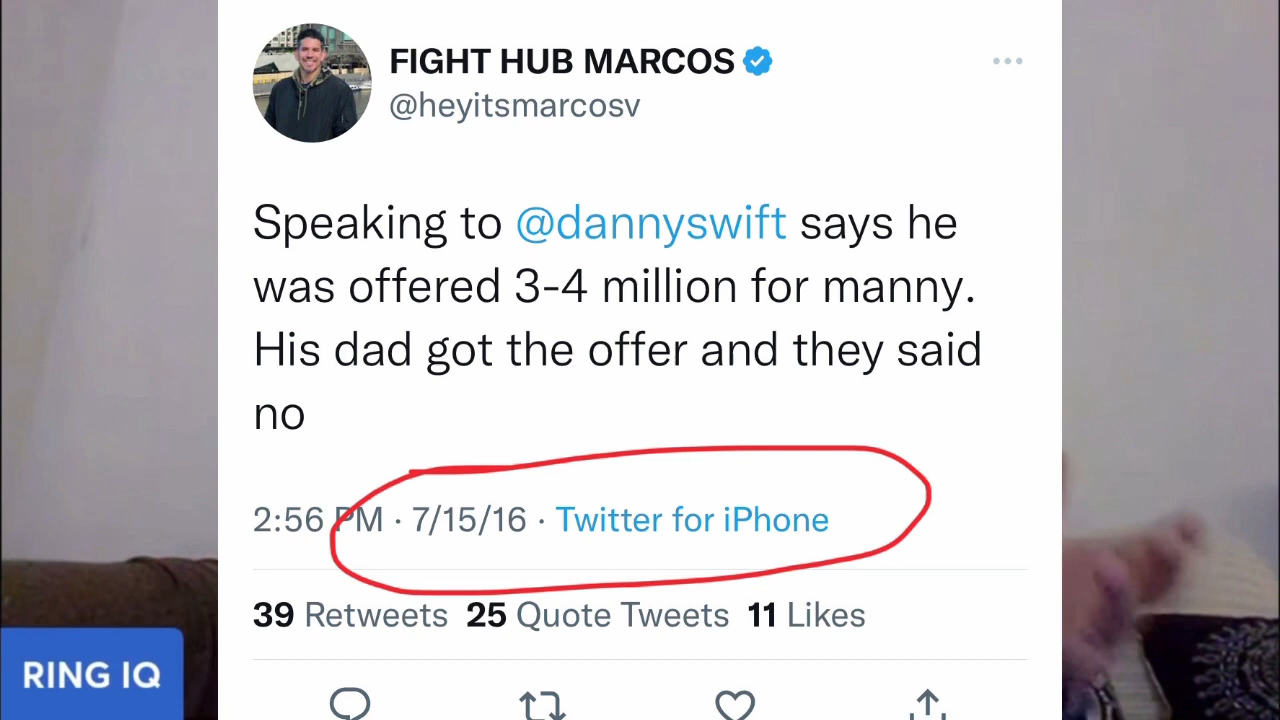 FIGHT HUB MARCOS
@heyitsmarcosv
Speaking to @dannyswift says he
was offered 3-4 million for manny.
His dad got the offer and they said
no
2:56 PM · 7/15/16 · Twitter for iPhone
39 Retweets 25 Quote Tweets 11 Likes
RING IQ